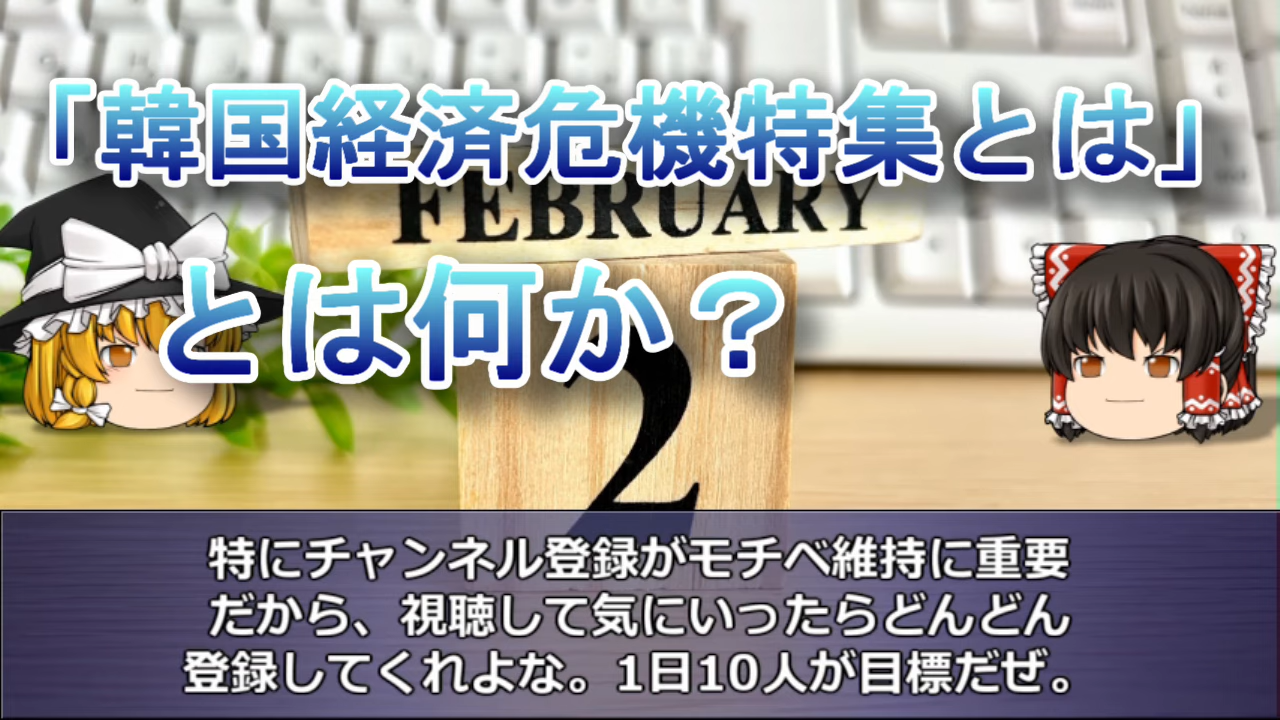 「韓国経済危機特集とは」
FEBRUARY
とは何か？
2
特にチャンネル登録がモチベ維持に重要
だから、視聴して気にいったらどんどん
登録してくれよな。1日10人が目標だぜ。